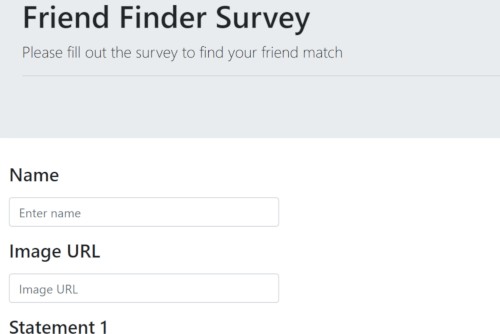 Friend Finder Survey
Please fill out the survey to find your friend match
Name
Enter name
Image URL
Image URL
Statement 1